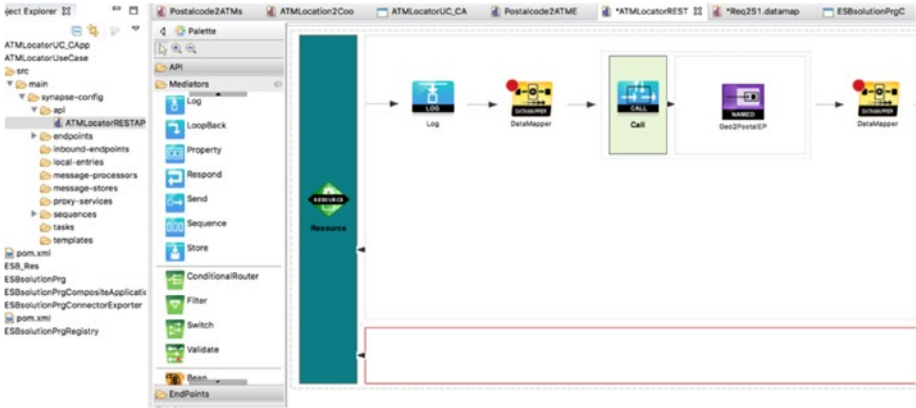 ject Explorer
ATMLocatorUC_CApp
ATMLocatorUseCase
src
main
synapse-config
api
ATMLocatorRESTAP
endpoints
inbound-endpoints
local-entries
message-processors
message-stores
proxy-services
sequences
tasks
templates
pom.xml
ESB_Res
ESBsolutionPrg
ESBsolutionPrgCompositeApplicati
ESBsolutionPrgConnectorExporter
pom.xml
ESBsolutionPrgRegistry
Postalcode2ATMs
ATMLocation2Coo
ATMLocatorUC_CA
Postalcode2ATME
*ATMLocatorREST
*Req2S1.datamap
ESBsolutionPrgC
Palette
API
Mediators
Log
LoopBack
Property
Respond
Send
Sequence
Store
ConditionalRouter
Filter
Switch
Validate
Bean
EndPoints
RESOURCE
Resource
LOG
Log
DATAMAPPER
DataMapper
CALL
Call
NAMED
Geo2PostelEP
DATAMAPPER
DataMapper